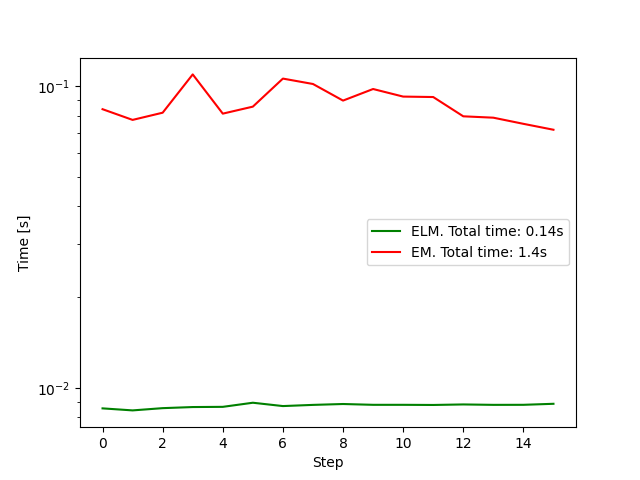 10⁻¹
10⁻²
Time [s]
ELM. Total time: 0.14s
EM. Total time: 1.4s
0 2 4 6 8 10 12 14
Step